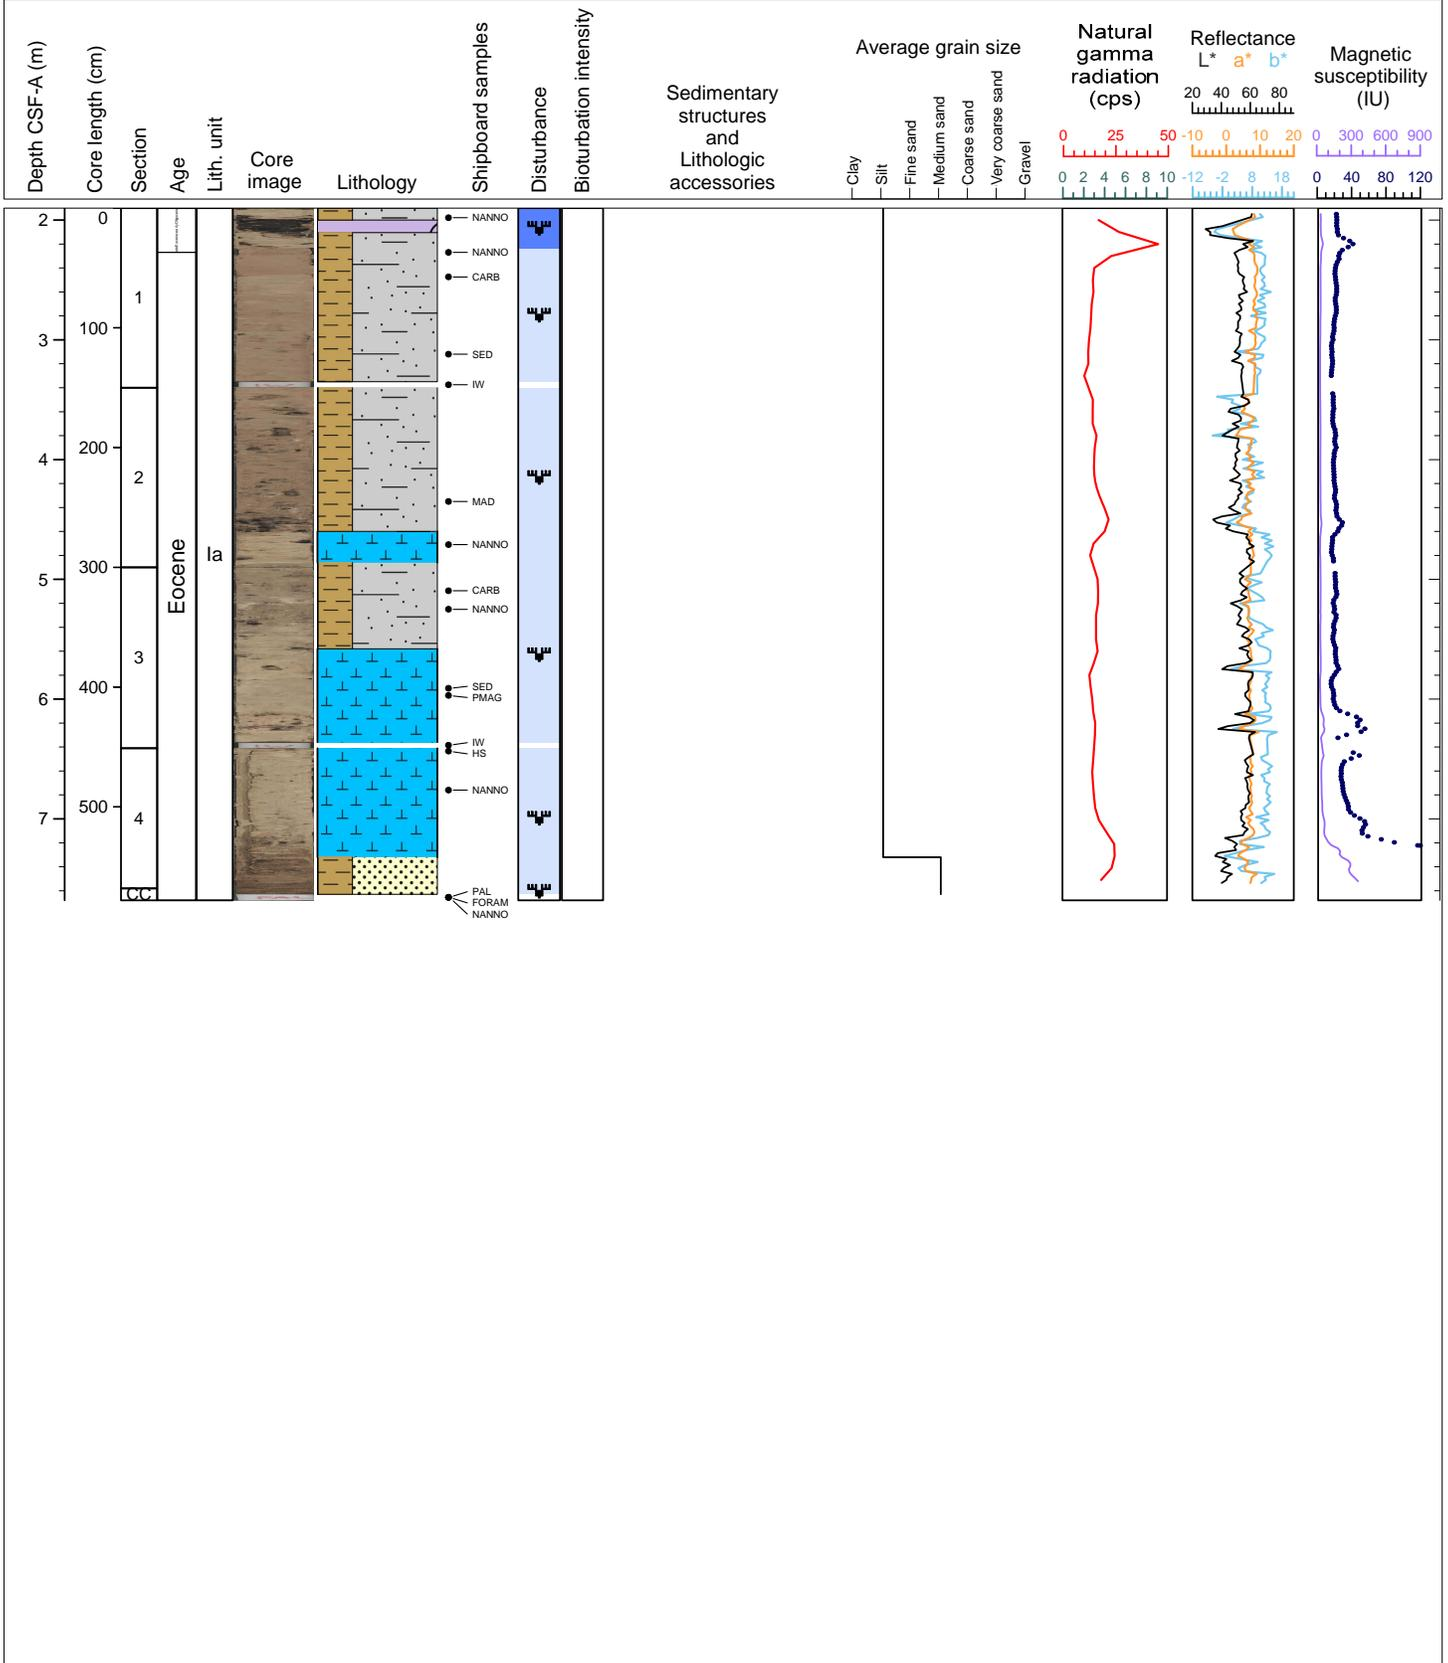 Depth CSF-A (m)
Core length (cm)
Section
Age
Lith. unit
Core
image
Lithology
Shipboard samples
Disturbance
Bioturbation intensity
Sedimentary
structures
and
Lithologic
accessories
Average grain size
Clay
Silt
Fine sand
Medium sand
Coarse sand
Very coarse sand
Gravel
Natural
gamma
radiation
(cps)
0 25 50
0 2 4 6 8 10
Reflectance
L* a* b*
20 40 60 80
-10 0 10 20
-12 -2 8 18
Magnetic
susceptibility
(IU)
0 300 600 900
0 40 80 120
2
3
4
5
6
7
0
100
200
300
400
500
1
2
3
4
CC
Eocene
Ia
NANNO
NANNO
CARB
SED
IW
MAD
NANNO
CARB
NANNO
SED
PMAG
IW
HS
NANNO
PAL
FORAM
NANNO